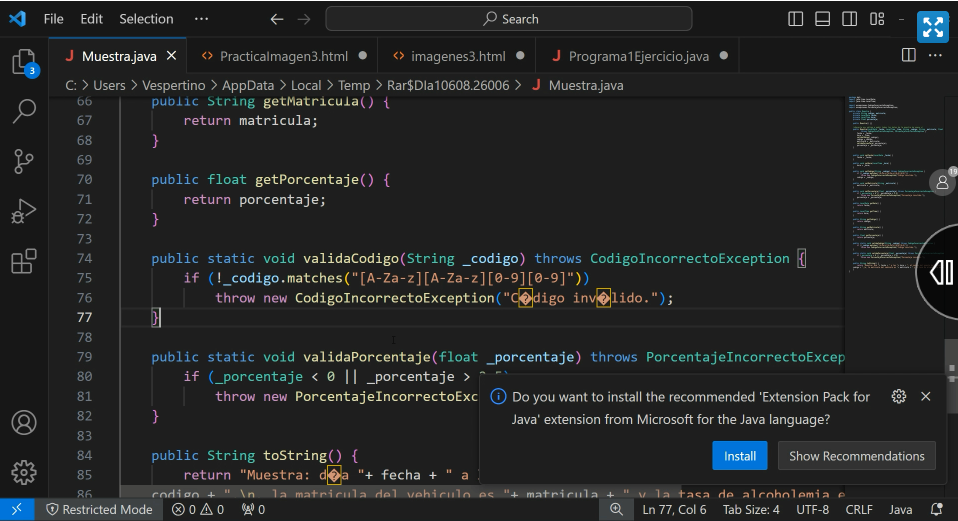 File Edit Selection ··· Search
3
Muestra.java PracticaImagen3.html imagenes3.html Programa1Ejercicio.java
C: > Users > Vespertino > AppData > Local > Temp > Rar$DIa10608.26006 > J Muestra.java
66 public String getMatricula() {
67 return matricula;
68 }
69
70 public float getPorcentaje() {
71 return porcentaje;
72 }
73
74 public static void validaCodigo(String _codigo) throws CodigoIncorrectoException {
75 if (!_codigo.matches("[A-Za-z][A-Za-z][0-9][0-9]"))
76 throw new CodigoIncorrectoException("C�digo inv�lido.");
77 }
78
79 public static void validaPorcentaje(float _porcentaje) throws PorcentajeIncorrectoExcep
80 if (_porcentaje < 0 || _porcentaje >
81 throw new PorcentajeIncorrectoExc
82 }
83
84 public String toString() {
85 return "Muestra: d�a "+ fecha + " a
86 codigo + " \n la matricula del vehiculo es "+ matricula + " y la tasa de alcoholemia e
19
Do you want to install the recommended 'Extension Pack for
Java' extension from Microsoft for the Java language?
Install Show Recommendations
Restricted Mode 0 0 0 Ln 77, Col 6 Tab Size: 4 UTF-8 CRLF Java